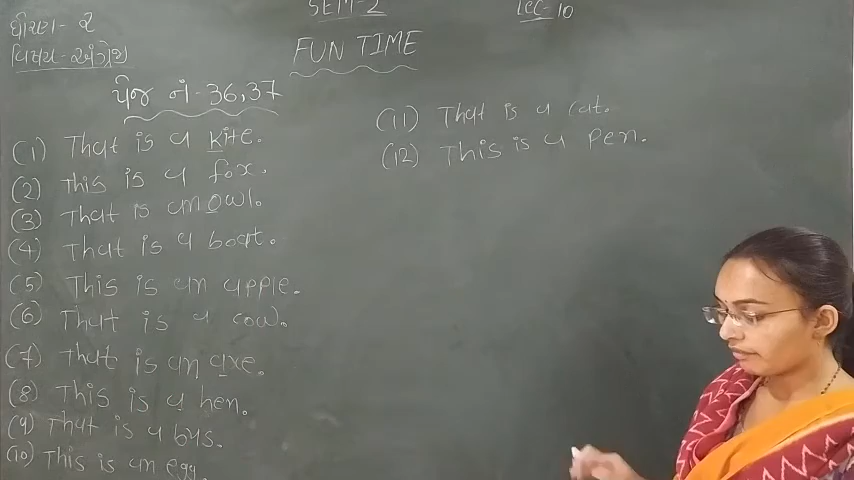 SEM-2
LEC-10
ધોરણ-૨
વિષય-અંગ્રેજી
FUN TIME
પેજ નં-36,37
(1) That is a kite.
(2) This is a fox.
(3) That is an owl.
(4) That is a boat.
(5) This is an apple.
(6) That is a cow.
(7) That is an axe.
(8) This is a hen.
(9) That is a bus.
(10) This is an egg.
(11) That is a cat.
(12) This is a pen.